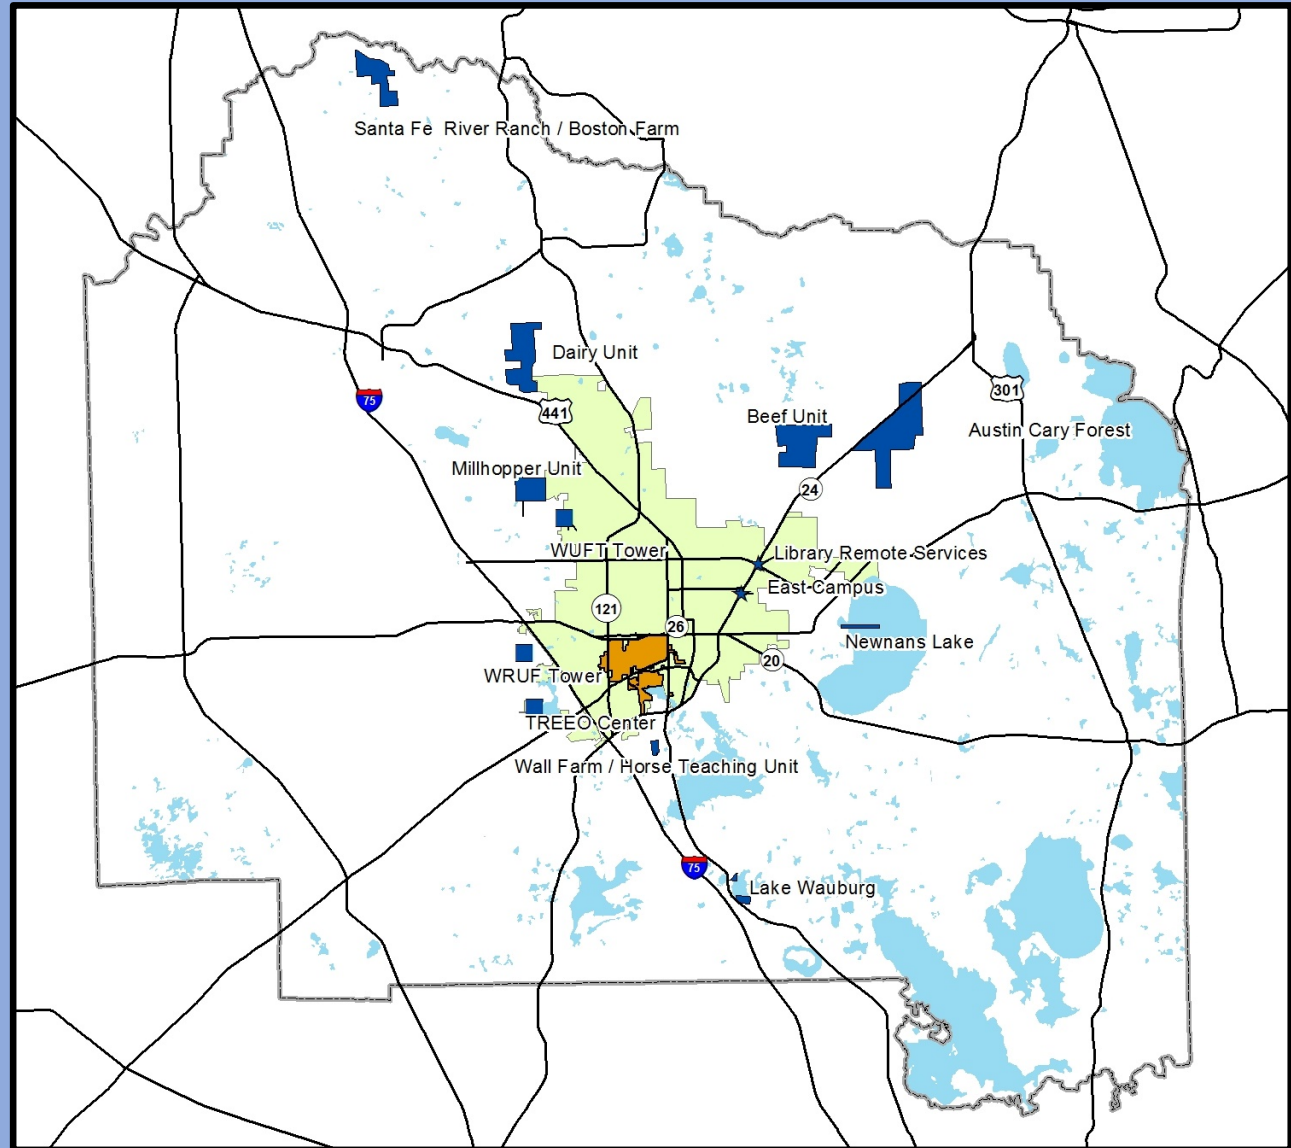 Santa Fe River Ranch / Boston Farm
Dairy Unit
75
301
441
Beef Unit
Austin Cary Forest
Millhopper Unit
24
WUFT Tower
Library Remote Services
East Campus
121
26
Newnans Lake
20
WRUF Tower
TREEO Center
Wall Farm / Horse Teaching Unit
75
Lake Wauburg